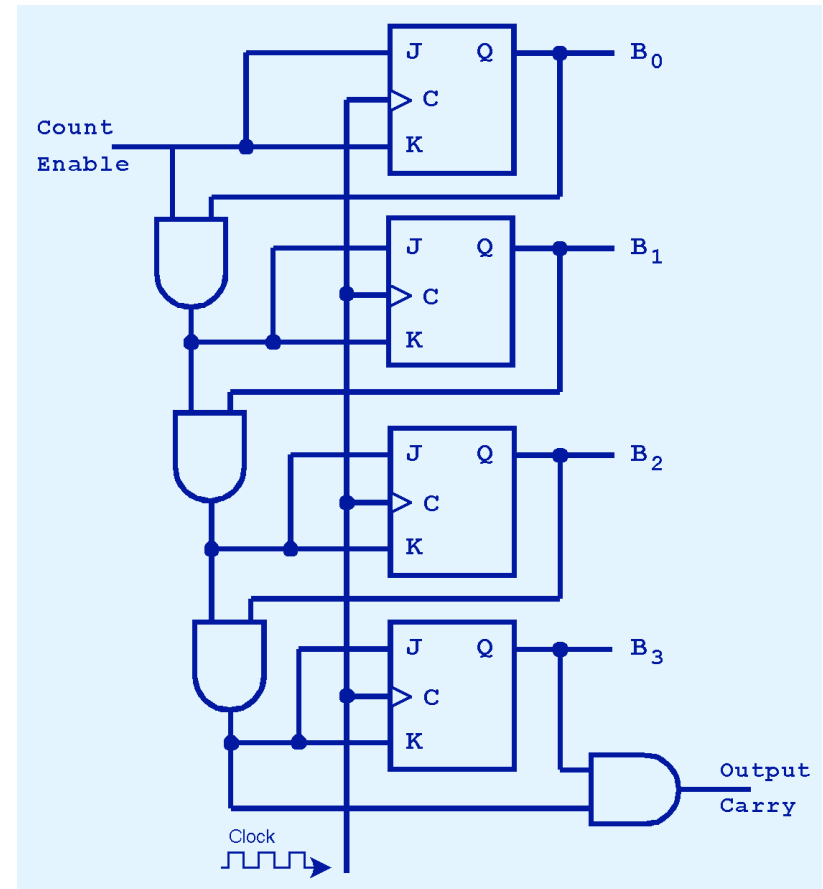 J Q B0
C
Count
Enable
K
J Q B1
C
K
J Q B2
C
K
J Q B3
C
K
Output
Carry
Clock